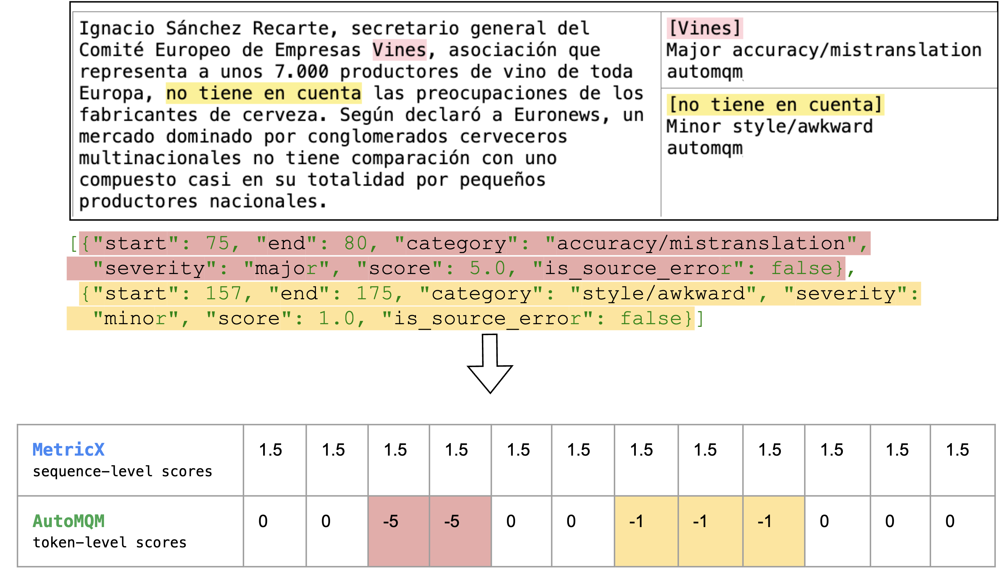 Ignacio Sánchez Recarte, secretario general del
Comité Europeo de Empresas Vines, asociación que
representa a unos 7.000 productores de vino de toda
Europa, no tiene en cuenta las preocupaciones de los
fabricantes de cerveza. Según declaró a Euronews, un
mercado dominado por conglomerados cerveceros
multinacionales no tiene comparación con uno
compuesto casi en su totalidad por pequeños
productores nacionales.
[Vines]
Major accuracy/mistranslation
automqm
[no tiene en cuenta]
Minor style/awkward
automqm
[{"start": 75, "end": 80, "category": "accuracy/mistranslation",
"severity": "major", "score": 5.0, "is_source_error": false},
{"start": 157, "end": 175, "category": "style/awkward", "severity":
"minor", "score": 1.0, "is_source_error": false}]
MetricX
sequence-level scores
1.5 1.5 1.5 1.5 1.5 1.5 1.5 1.5 1.5 1.5 1.5 1.5
AutoMQM
token-level scores
0 0 -5 -5 0 0 -1 -1 -1 0 0 0